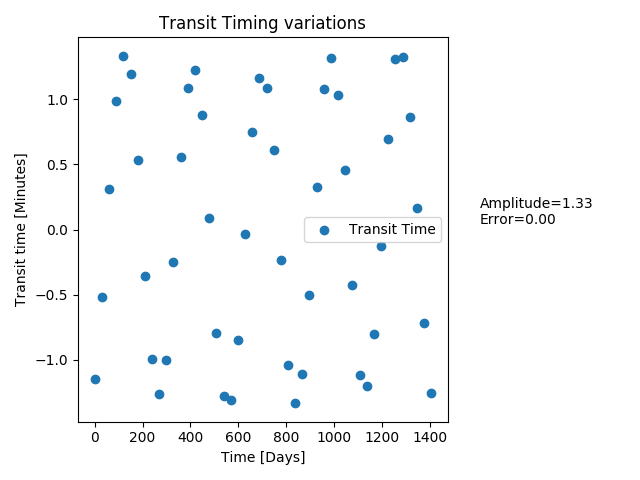 Transit Timing variations
Transit time [Minutes]
1.0
0.5
0.0
−0.5
−1.0
Transit Time
Amplitude=1.33
Error=0.00
0 200 400 600 800 1000 1200 1400
Time [Days]